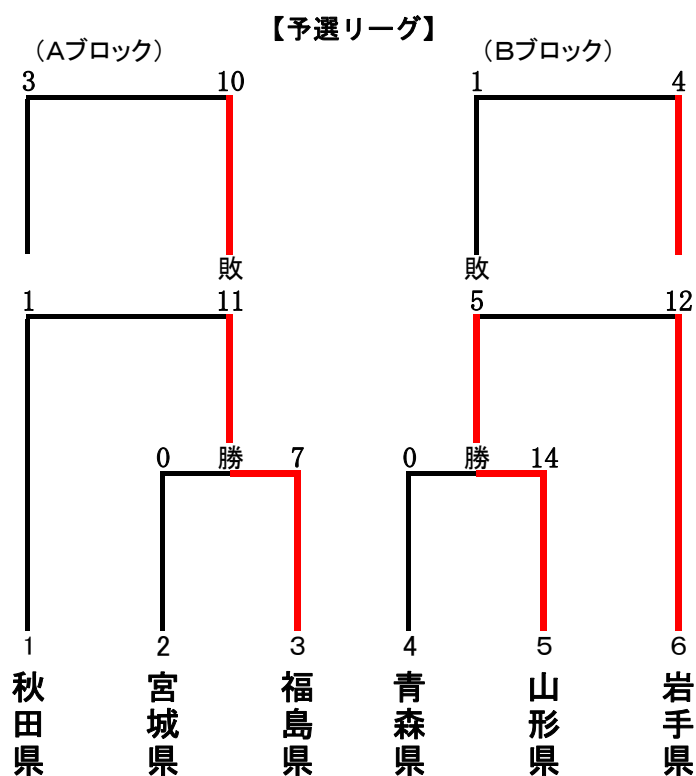 【予選リーグ】
（Aブロック） （Bブロック）
3 10 1 4
敗 敗
1 11 5 12
0 勝 7 0 勝 14
1 2 3 4 5 6
秋田県 宮城県 福島県 青森県 山形県 岩手県